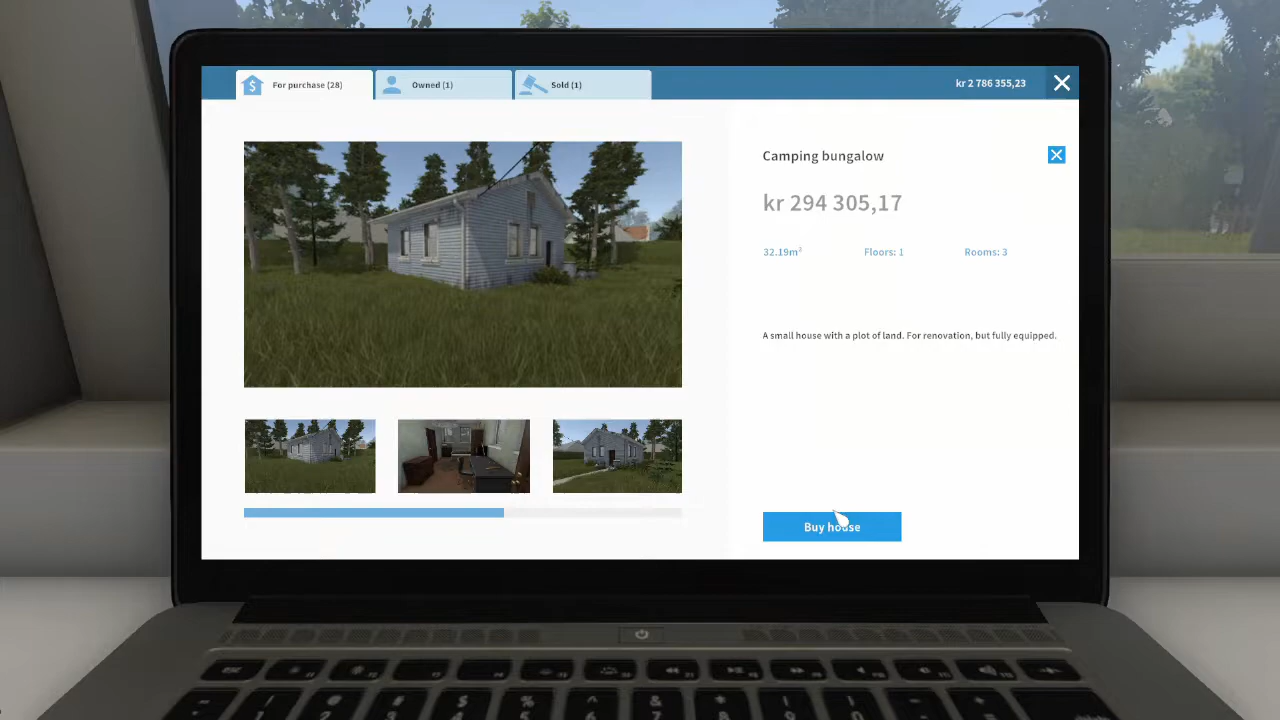 For purchase (28)
Owned (1)
Sold (1)
kr 2 786 355,23
Camping bungalow
kr 294 305,17
32.19m²
Floors: 1
Rooms: 3
A small house with a plot of land. For renovation, but fully equipped.
Buy house